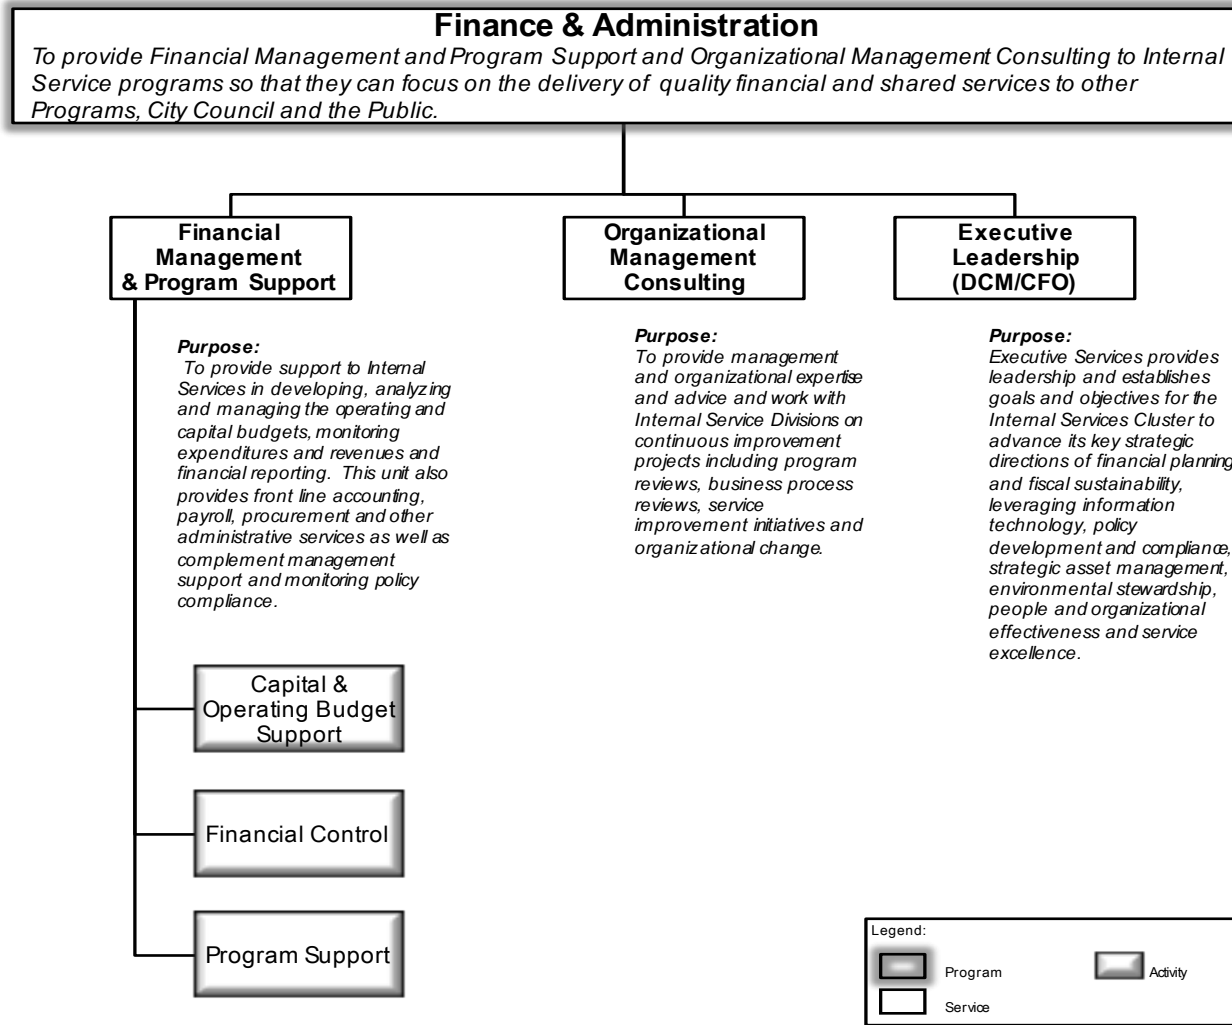 Finance & Administration
To provide Financial Management and Program Support and Organizational Management Consulting to Internal
Service programs so that they can focus on the delivery of quality financial and shared services to other
Programs, City Council and the Public.
Financial
Management
& Program Support
Organizational
Management
Consulting
Executive
Leadership
(DCM/CFO)
Purpose:
To provide support to Internal
Services in developing, analyzing
and managing the operating and
capital budgets, monitoring
expenditures and revenues and
financial reporting. This unit also
provides front line accounting,
payroll, procurement and other
administrative services as well as
complement management
support and monitoring policy
compliance.
Purpose:
To provide management
and organizational expertise
and advice and work with
Internal Service Divisions on
continuous improvement
projects including program
reviews, business process
reviews, service
improvement initiatives and
organizational change.
Purpose:
Executive Services provides
leadership and establishes
goals and objectives for the
Internal Services Cluster to
advance its key strategic
directions of financial planning
and fiscal sustainability,
leveraging information
technology, policy
development and compliance,
strategic asset management,
environmental stewardship,
people and organizational
effectiveness and service
excellence.
Capital &
Operating Budget
Support
Financial Control
Program Support
Legend:
Program
Activity
Service